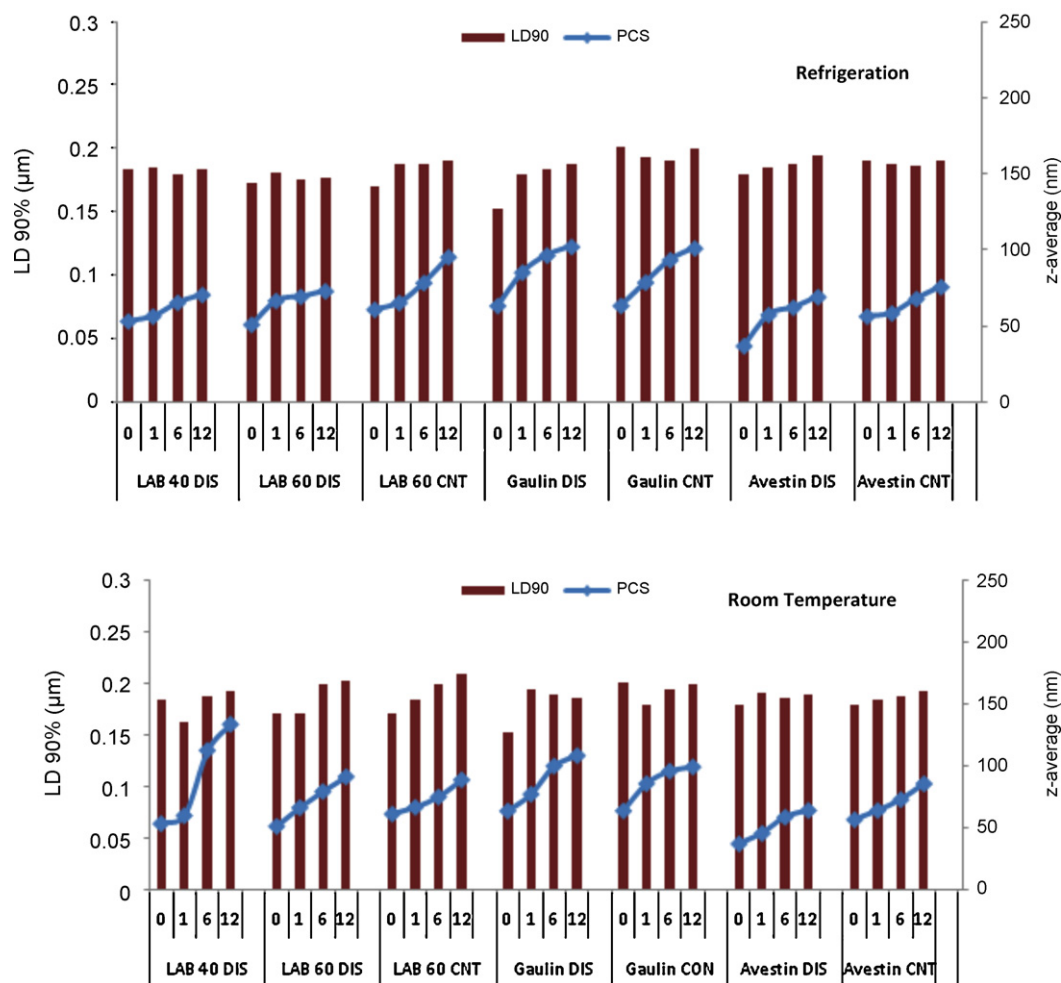 0.3
0.25
0.2
0.15
0.1
0.05
0
LD 90% (µm)
LD90 PCS
Refrigeration
250
200
150
100
50
0
z-average (nm)
0 1 6 12 0 1 6 12 0 1 6 12 0 1 6 12 0 1 6 12 0 1 6 12 0 1 6 12
LAB 40 DIS LAB 60 DIS LAB 60 CNT Gaulin DIS Gaulin CNT Avestin DIS Avestin CNT
0.3
0.25
0.2
0.15
0.1
0.05
0
LD 90% (µm)
LD90 PCS
Room Temperature
250
200
150
100
50
0
z-average (nm)
0 1 6 12 0 1 6 12 0 1 6 12 0 1 6 12 0 1 6 12 0 1 6 12 0 1 6 12
LAB 40 DIS LAB 60 DIS LAB 60 CNT Gaulin DIS Gaulin CON Avestin DIS Avestin CNT